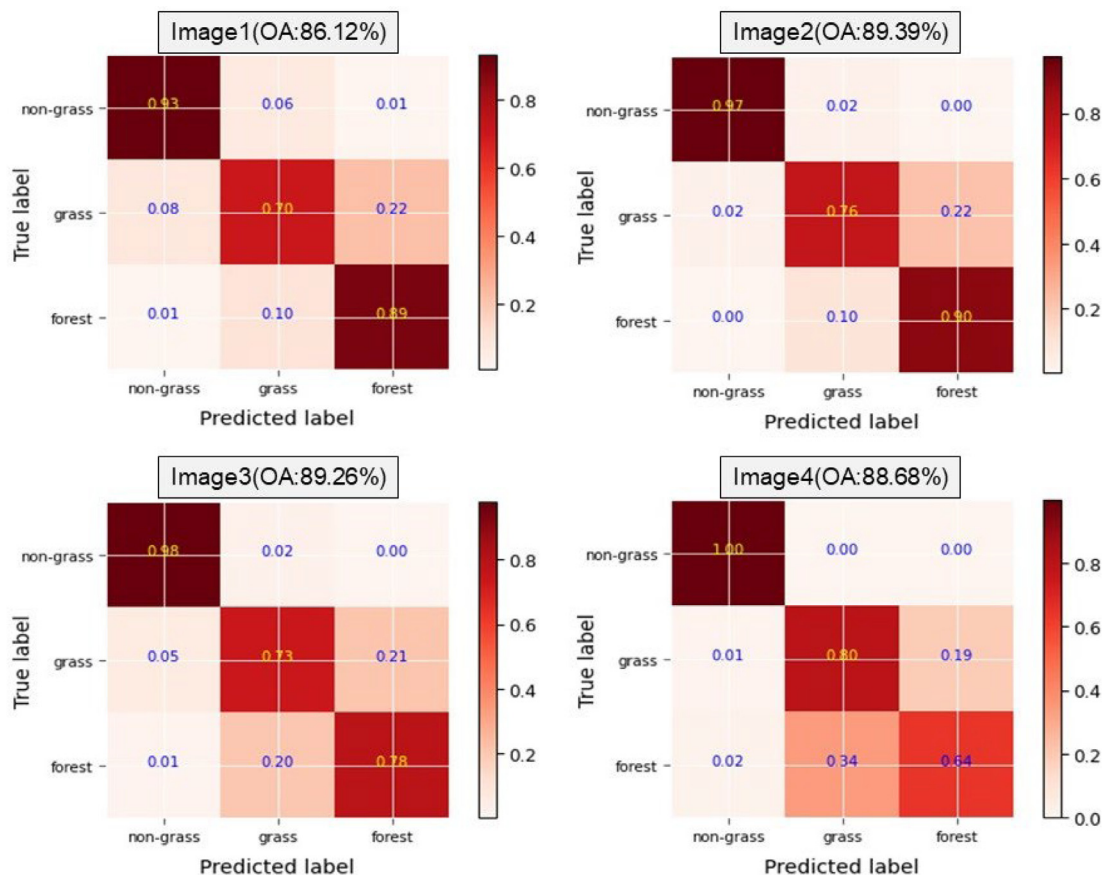 Image1(OA:86.12%)
True label
non-grass 0.93 0.06 0.01
grass 0.08 0.70 0.22
forest 0.01 0.10 0.89
non-grass grass forest
Predicted label
0.8
0.6
0.4
0.2
Image2(OA:89.39%)
True label
non-grass 0.97 0.02 0.00
grass 0.02 0.76 0.22
forest 0.00 0.10 0.90
non-grass grass forest
Predicted label
0.8
0.6
0.4
0.2
Image3(OA:89.26%)
True label
non-grass 0.98 0.02 0.00
grass 0.05 0.73 0.21
forest 0.01 0.20 0.78
non-grass grass forest
Predicted label
0.8
0.6
0.4
0.2
Image4(OA:88.68%)
True label
non-grass 1.00 0.00 0.00
grass 0.01 0.80 0.19
forest 0.02 0.34 0.64
non-grass grass forest
Predicted label
0.8
0.6
0.4
0.2
0.0